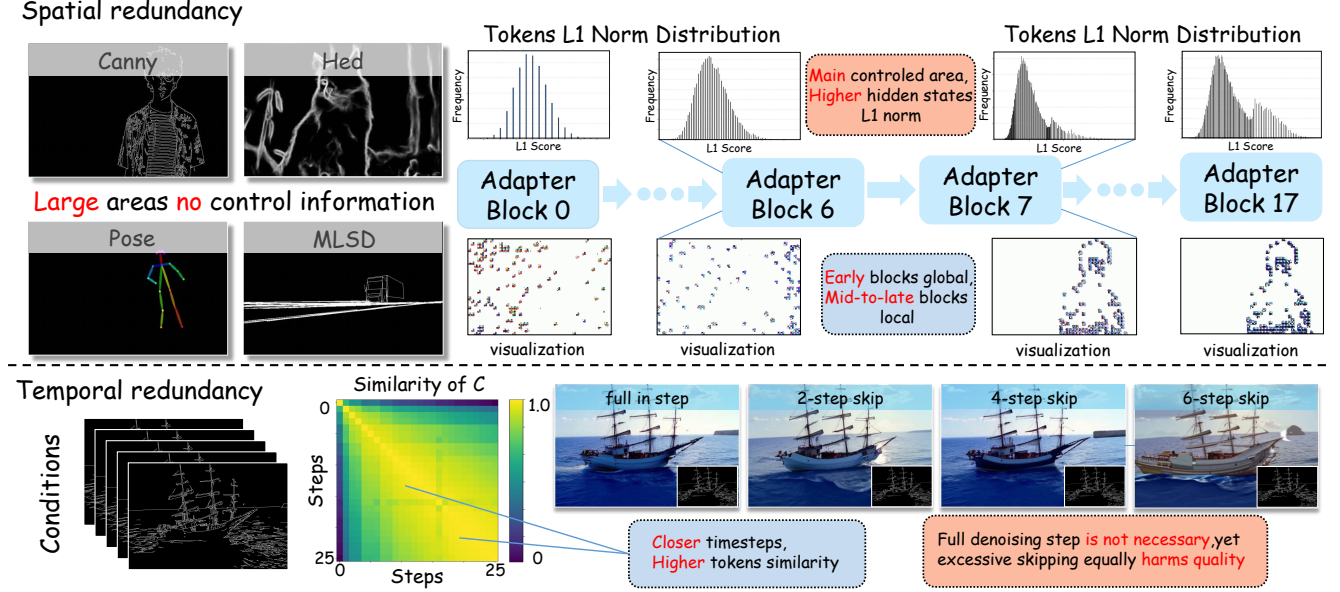 Spatial redundancy
Canny
Hed
Large areas no control information
Pose
MLSD
Tokens L1 Norm Distribution
Frequency
L1 Score
Frequency
L1 Score
Main controled area,
Higher hidden states
L1 norm
Tokens L1 Norm Distribution
Frequency
L1 Score
Frequency
L1 Score
Adapter
Block 0
Adapter
Block 6
Adapter
Block 7
Adapter
Block 17
visualization
visualization
Early blocks global,
Mid-to-late blocks
local
visualization
visualization
Temporal redundancy
Conditions
Similarity of C
0
Steps
25
0
25
Steps
1.0
0
full in step
2-step skip
4-step skip
6-step skip
Closer timesteps,
Higher tokens similarity
Full denoising step is not necessary,yet
excessive skipping equally harms quality